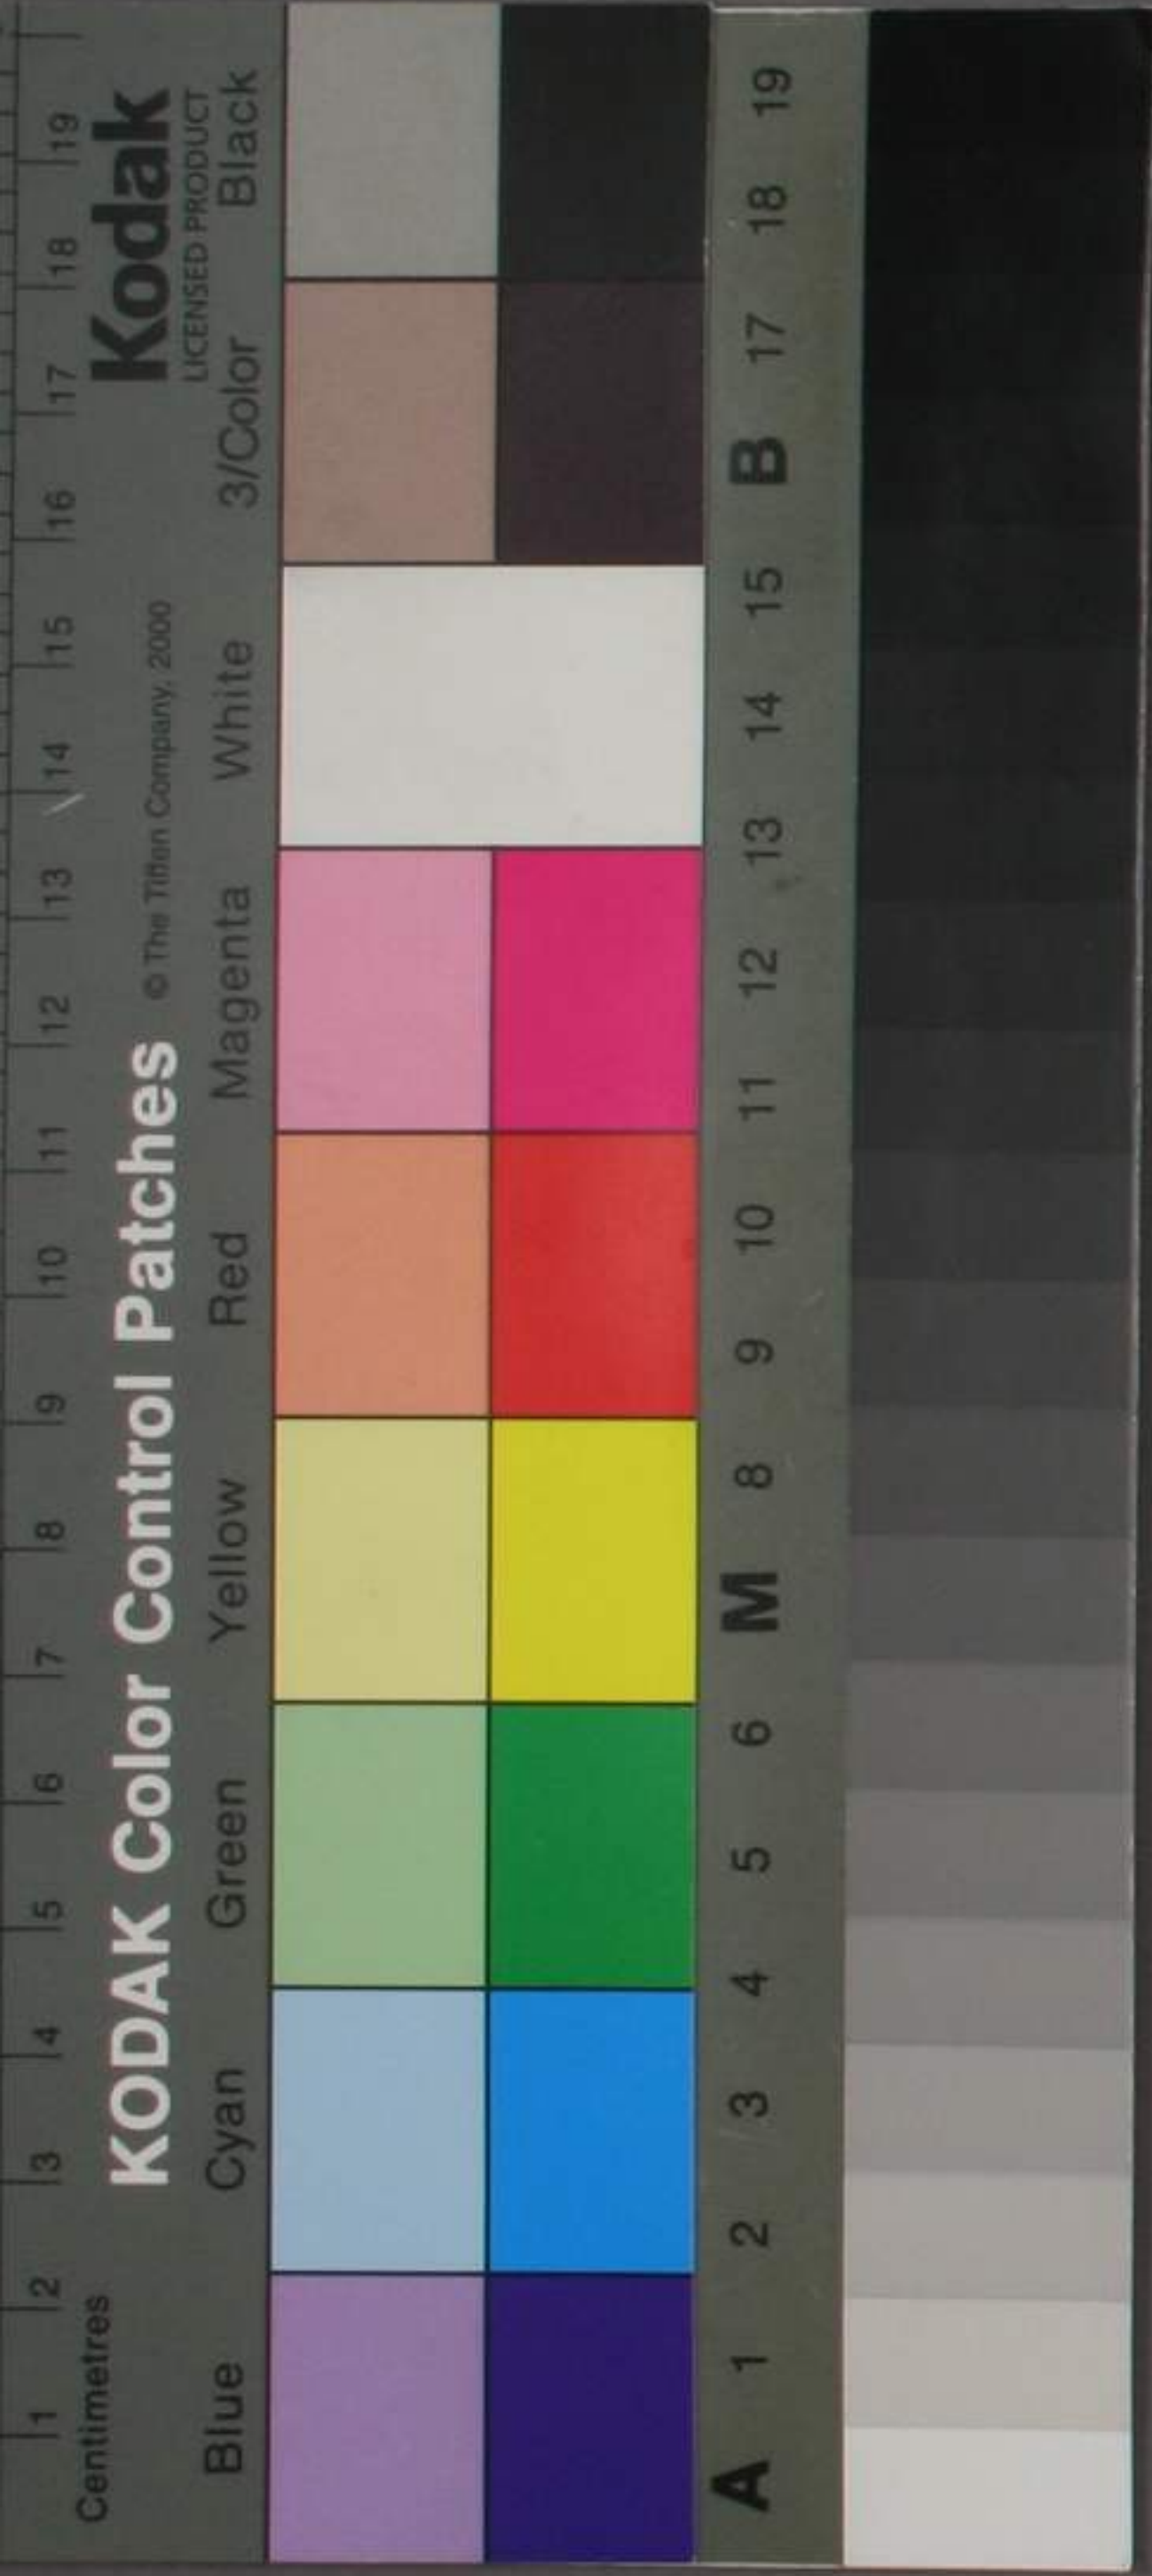 1 2 3 4 5 6 7 8 9 10 11 12 13 14 15 16 17 18 19
Centimetres
KODAK Color Control Patches © The Tiffen Company, 2000 Kodak
LICENSED PRODUCT
Blue Cyan Green Yellow Red Magenta White 3/Color Black
A 1 2 3 4 5 6 M 8 9 10 11 12 13 14 15 B 17 18 19